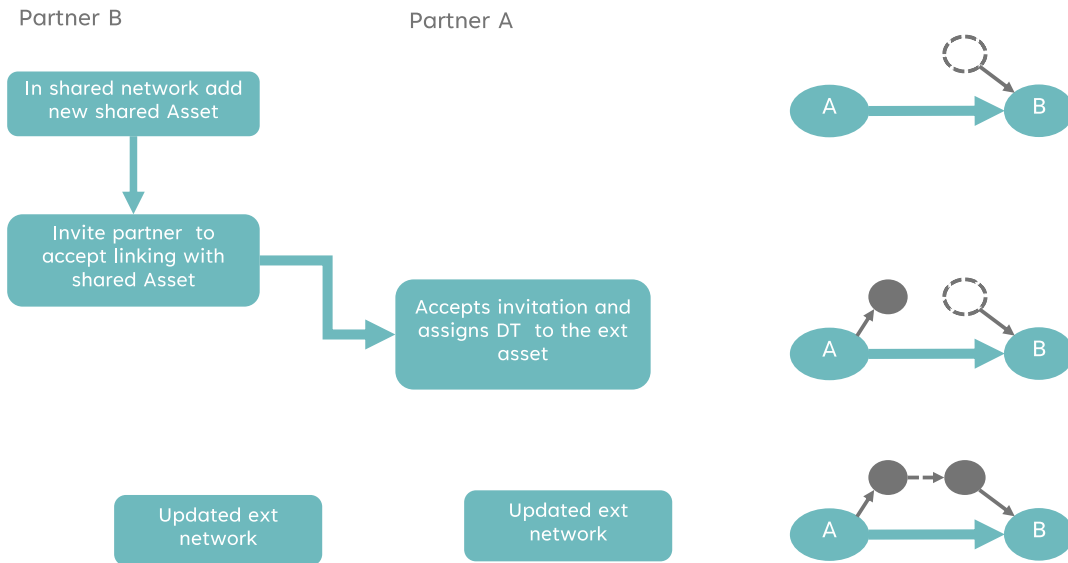 Partner B
Partner A
In shared network add
new shared Asset
A
B
Invite partner to
accept linking with
shared Asset
Accepts invitation and
assigns DT to the ext
asset
A
B
Updated ext
network
Updated ext
network
A
B